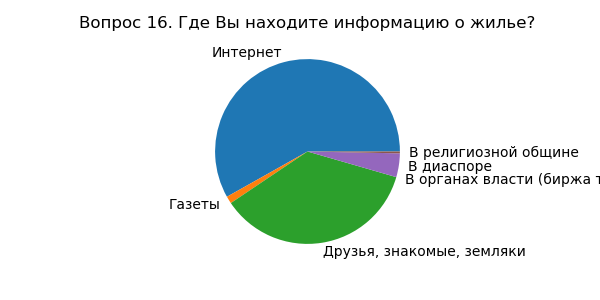 Вопрос 16. Где Вы находите информацию о жилье?
Интернет
В религиозной общине
В диаспоре
В органах власти (биржа т
Газеты
Друзья, знакомые, земляки